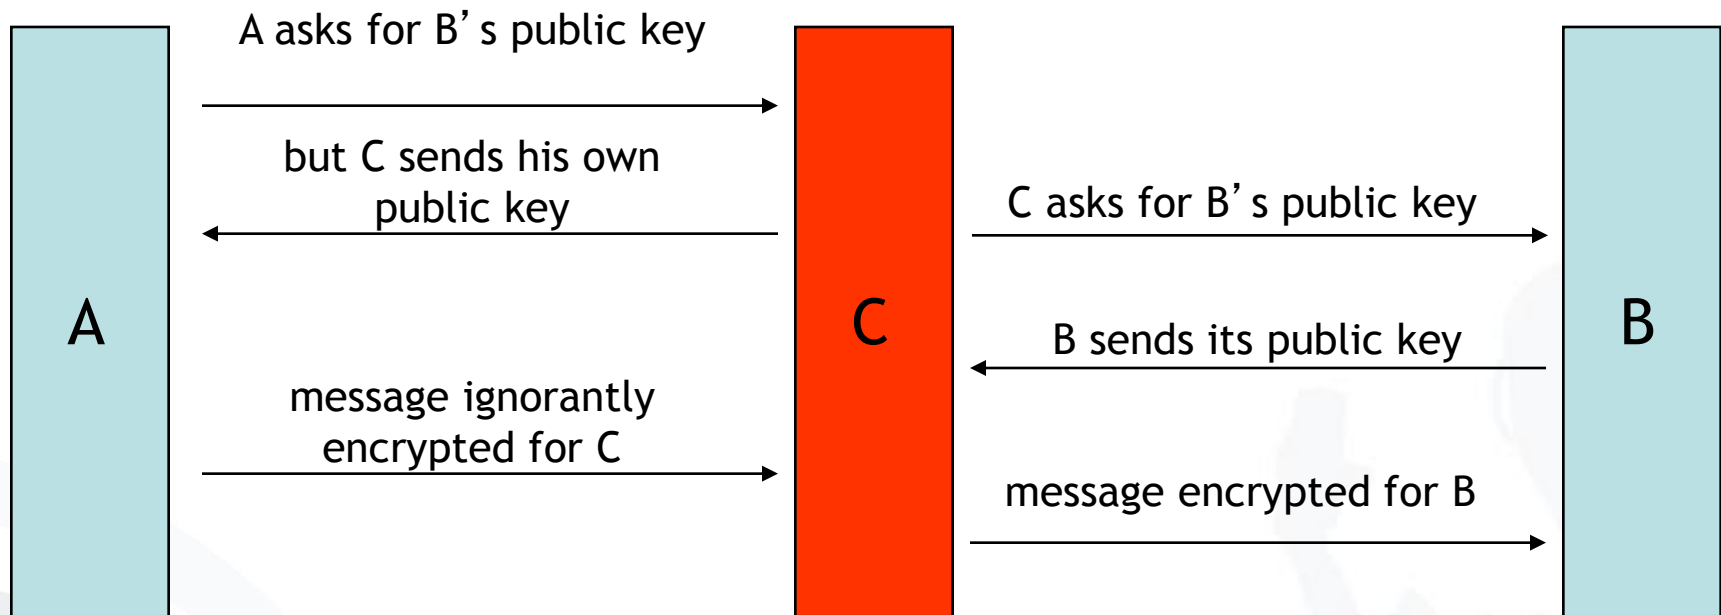 A asks for B's public key
but C sends his own
public key
C asks for B's public key
A
C
B
B sends its public key
message ignorantly
encrypted for C
message encrypted for B